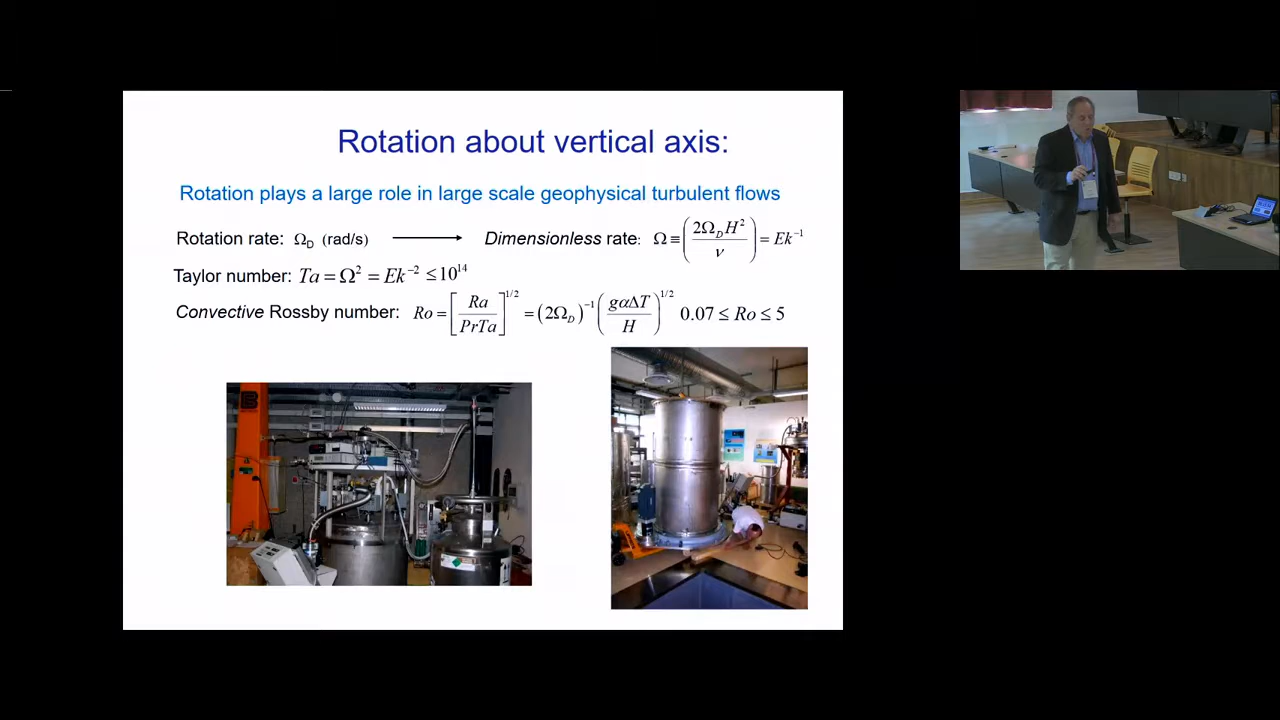 Rotation about vertical axis:
Rotation plays a large role in large scale geophysical turbulent flows
Rotation rate: Ω_D (rad/s) ⟶ Dimensionless rate: Ω ≡ (2Ω_D H² / ν) = Ek⁻¹
Taylor number: Ta = Ω² = Ek⁻² ≤ 10¹⁴
Convective Rossby number: Ro = [Ra / PrTa]^1/2 = (2Ω_D)⁻¹ (gαΔT / H)^1/2 0.07 ≤ Ro ≤ 5